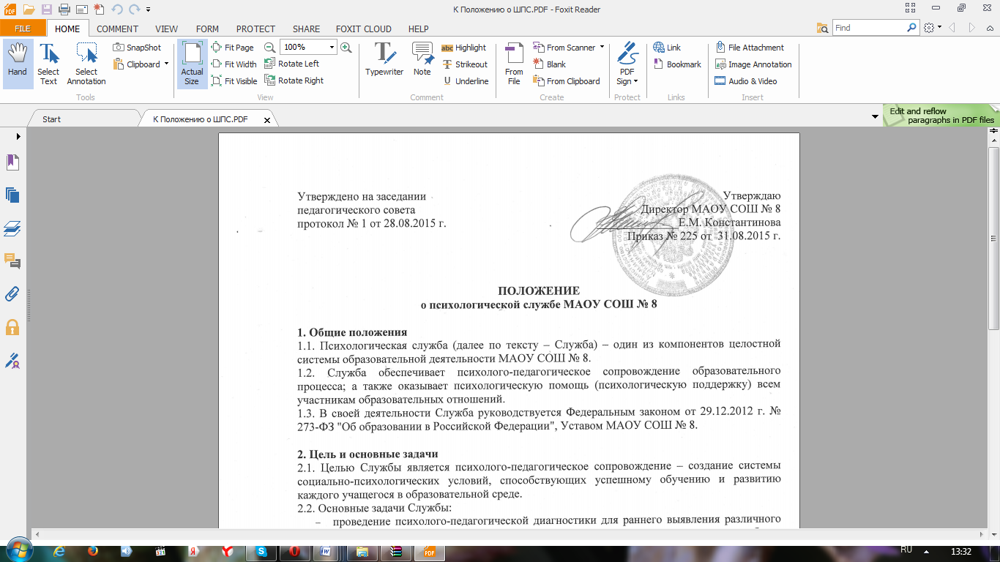 К Положению о ШПС.PDF - Foxit Reader
FILE HOME COMMENT VIEW FORM PROTECT SHARE FOXIT CLOUD HELP
Find
Hand
Select Text
Select Annotation
SnapShot
Clipboard
Tools
Actual Size
Fit Page
Fit Width
Fit Visible
100%
Rotate Left
Rotate Right
View
Typewriter
Note
abc Highlight
Strikeout
Underline
Comment
From File
From Scanner
Blank
From Clipboard
Create
PDF Sign
Protect
Link
Bookmark
Links
File Attachment
Image Annotation
Audio & Video
Insert
Start
К Положению о ШПС.PDF
Edit and reflow
paragraphs in PDF files
Утверждено на заседании
педагогического совета
протокол № 1 от 28.08.2015 г.
Утверждаю
Директор МАОУ СОШ № 8
Е.М. Константинова
Приказ № 225 от 31.08.2015 г.
ПОЛОЖЕНИЕ
о психологической службе МАОУ СОШ № 8
1. Общие положения
1.1. Психологическая служба (далее по тексту – Служба) – один из компонентов целостной
системы образовательной деятельности МАОУ СОШ № 8.
1.2. Служба обеспечивает психолого-педагогическое сопровождение образовательного
процесса; а также оказывает психологическую помощь (психологическую поддержку) всем
участникам образовательных отношений.
1.3. В своей деятельности Служба руководствуется Федеральным законом от 29.12.2012 г. №
273-ФЗ "Об образовании в Российской Федерации", Уставом МАОУ СОШ № 8.
2. Цель и основные задачи
2.1. Целью Службы является психолого-педагогическое сопровождение – создание системы
социально-психологических условий, способствующих успешному обучению и развитию
каждого учащегося в образовательной среде.
2.2. Основные задачи Службы:
– проведение психолого-педагогической диагностики для раннего выявления различного
RU
13:32